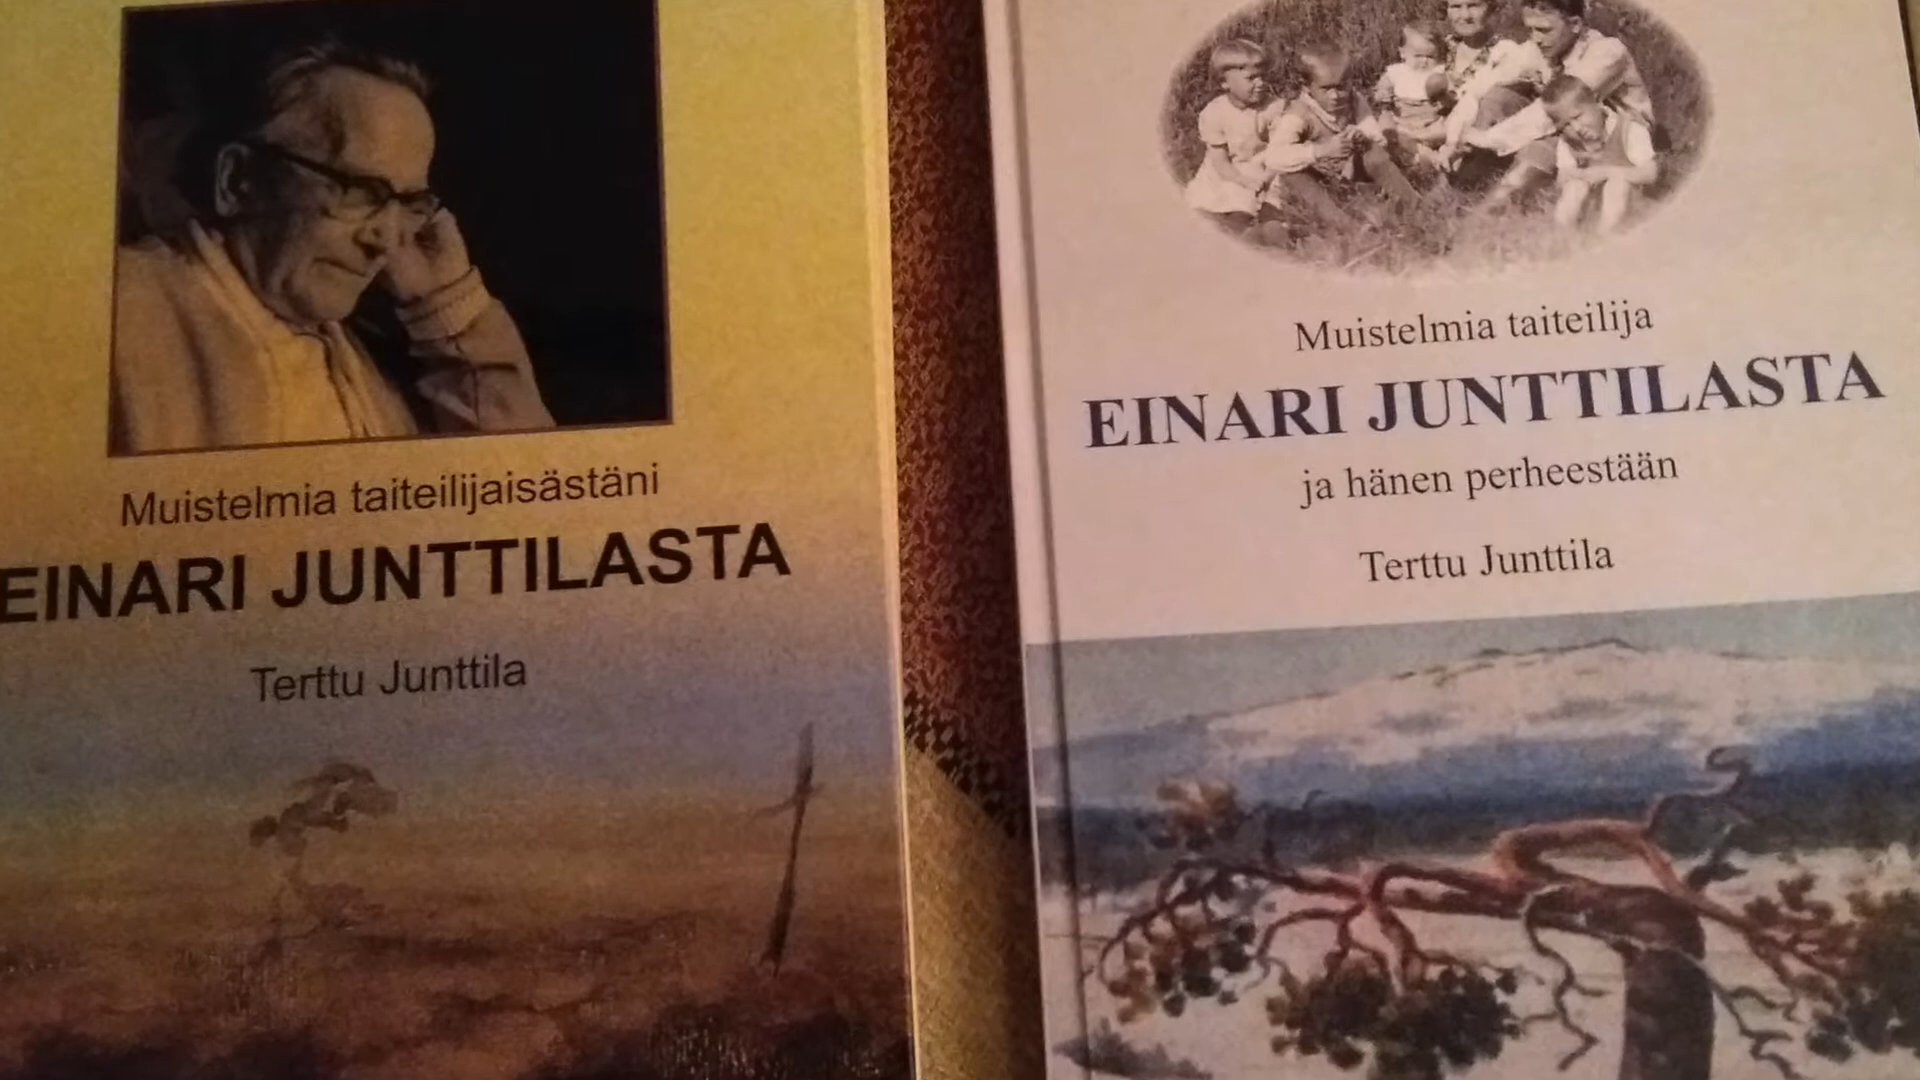 Muistelmia taiteilijaisästäni
EINARI JUNTTILASTA
Terttu Junttila
Muistelmia taiteilija
EINARI JUNTTILASTA
ja hänen perheestään
Terttu Junttila